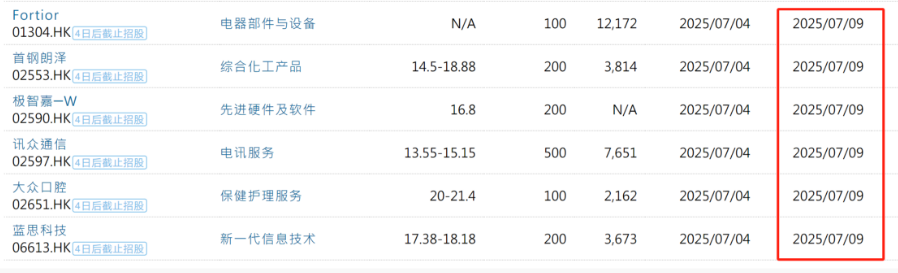 Fortior
01304.HK 4日后截止招股 电器部件与设备 N/A 100 12,172 2025/07/04 2025/07/09
首钢朗泽
02553.HK 4日后截止招股 综合化工产品 14.5-18.88 200 3,814 2025/07/04 2025/07/09
极智嘉-W
02590.HK 4日后截止招股 先进硬件及软件 16.8 200 N/A 2025/07/04 2025/07/09
讯众通信
02597.HK 4日后截止招股 电讯服务 13.55-15.15 500 7,651 2025/07/04 2025/07/09
大众口腔
02651.HK 4日后截止招股 保健护理服务 20-21.4 100 2,162 2025/07/04 2025/07/09
蓝思科技
06613.HK 4日后截止招股 新一代信息技术 17.38-18.18 200 3,673 2025/07/04 2025/07/09